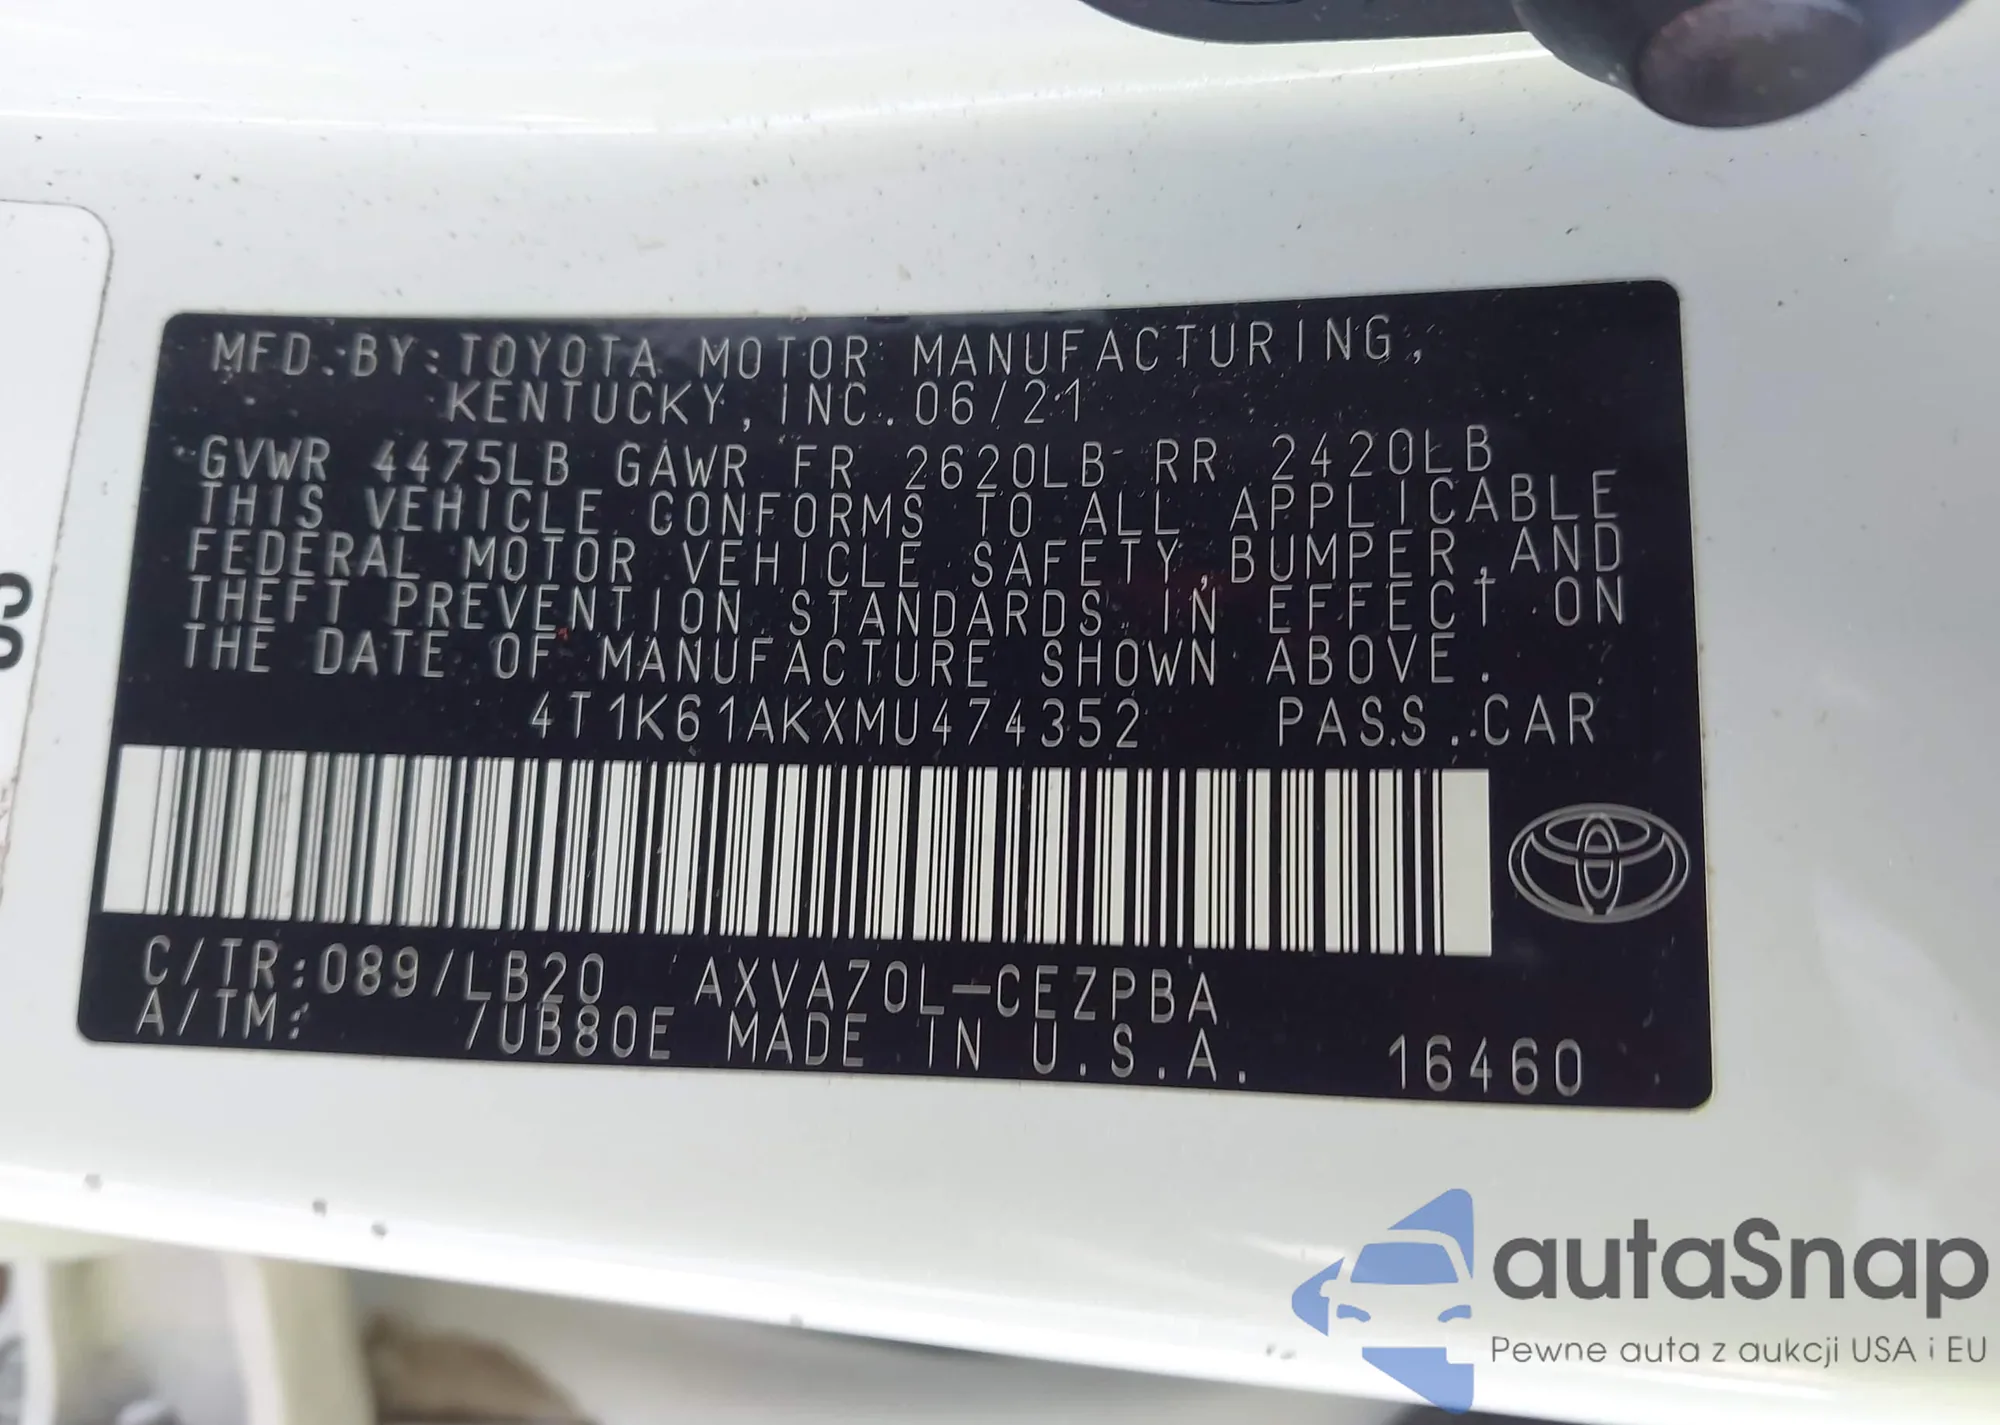 MFD. BY: TOYOTA MOTOR MANUFACTURING,
KENTUCKY, INC. 06/21
GVWR 4475LB GAWR FR 2620LB RR 2420LB
THIS VEHICLE CONFORMS TO ALL APPLICABLE
FEDERAL MOTOR VEHICLE SAFETY, BUMPER, AND
THEFT PREVENTION STANDARDS IN EFFECT ON
THE DATE OF MANUFACTURE SHOWN ABOVE.
4T1K61AKXMU474352 PASS. CAR
C/TR: 089/LB20 AXVA70L-CEZPBA
A/TM: 7UB80E MADE IN U.S.A. 16460
autaSnap
Pewne auta z aukcji USA i EU